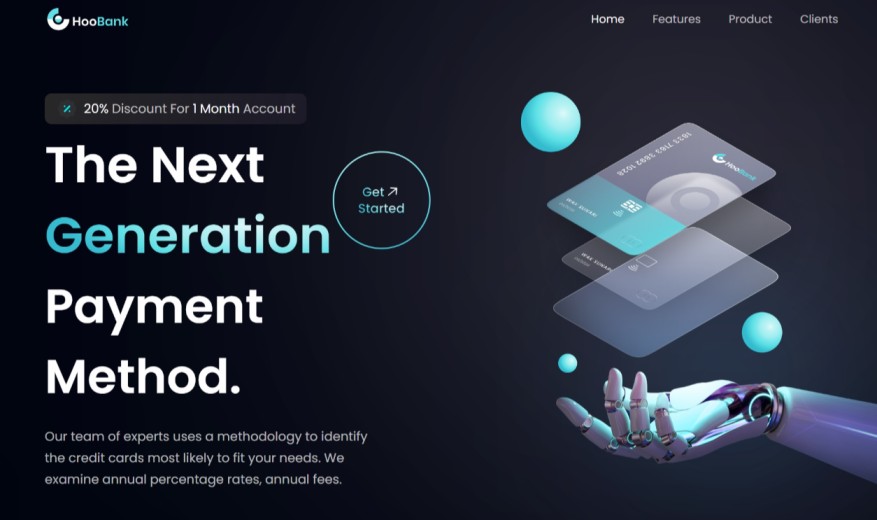 HooBank
Home Features Product Clients
20% Discount For 1 Month Account
The Next
Generation
Payment
Method.
Get
Started
Our team of experts uses a methodology to identify
the credit cards most likely to fit your needs. We
examine annual percentage rates, annual fees.
HooBank